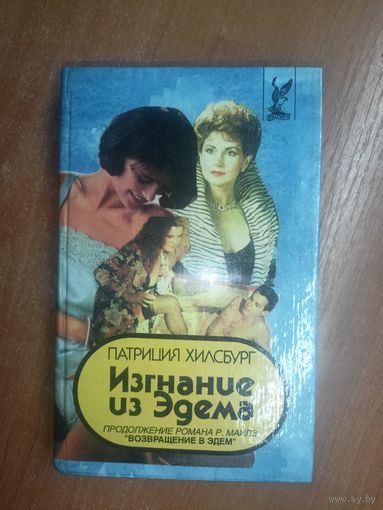 ПАТРИЦИЯ ХИЛСБУРГ
Изгнание
из Эдема
ПРОДОЛЖЕНИЕ РОМАНА Р. МАЙЛЗ
"ВОЗВРАЩЕНИЕ В ЭДЕМ"
www.ay.by